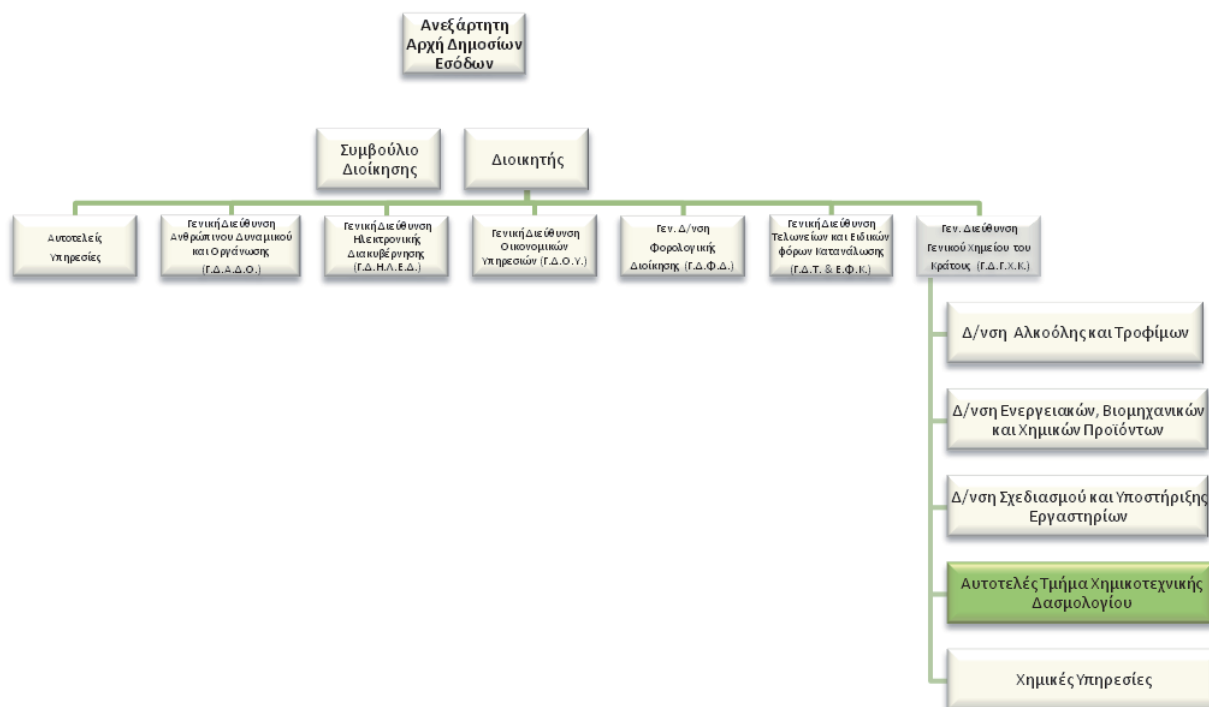 Ανεξάρτητη
Αρχή Δημοσίων
Εσόδων
Συμβούλιο
Διοίκησης
Διοικητής
Αυτοτελείς
Υπηρεσίες
Γενική Διεύθυνση
Ανθρώπινου Δυναμικού
και Οργάνωσης
(Γ.Δ.Α.Δ.Ο.)
Γενική Διεύθυνση
Ηλεκτρονικής
Διακυβέρνησης
(Γ.Δ.Η.Λ.Ε.Δ.)
Γενική Διεύθυνση
Οικονομικών
Υπηρεσιών (Γ.Δ.Ο.Υ.)
Γεν. Δ/νση
Φορολογικής
Διοίκησης (Γ.Δ.Φ.Δ.)
Γενική Διεύθυνση
Τελωνείων και Ειδικών
φόρων Κατανάλωσης
(Γ.Δ.Τ. & Ε.Φ.Κ.)
Γεν. Διεύθυνση
Γενικού Χημείου του
Κράτους (Γ.Δ.Γ.Χ.Κ.)
Δ/νση Αλκοόλης και Τροφίμων
Δ/νση Ενεργειακών, Βιομηχανικών
και Χημικών Προϊόντων
Δ/νση Σχεδιασμού και Υποστήριξης
Εργαστηρίων
Αυτοτελές Τμήμα Χημικοτεχνικής
Δασμολογίου
Χημικές Υπηρεσίες